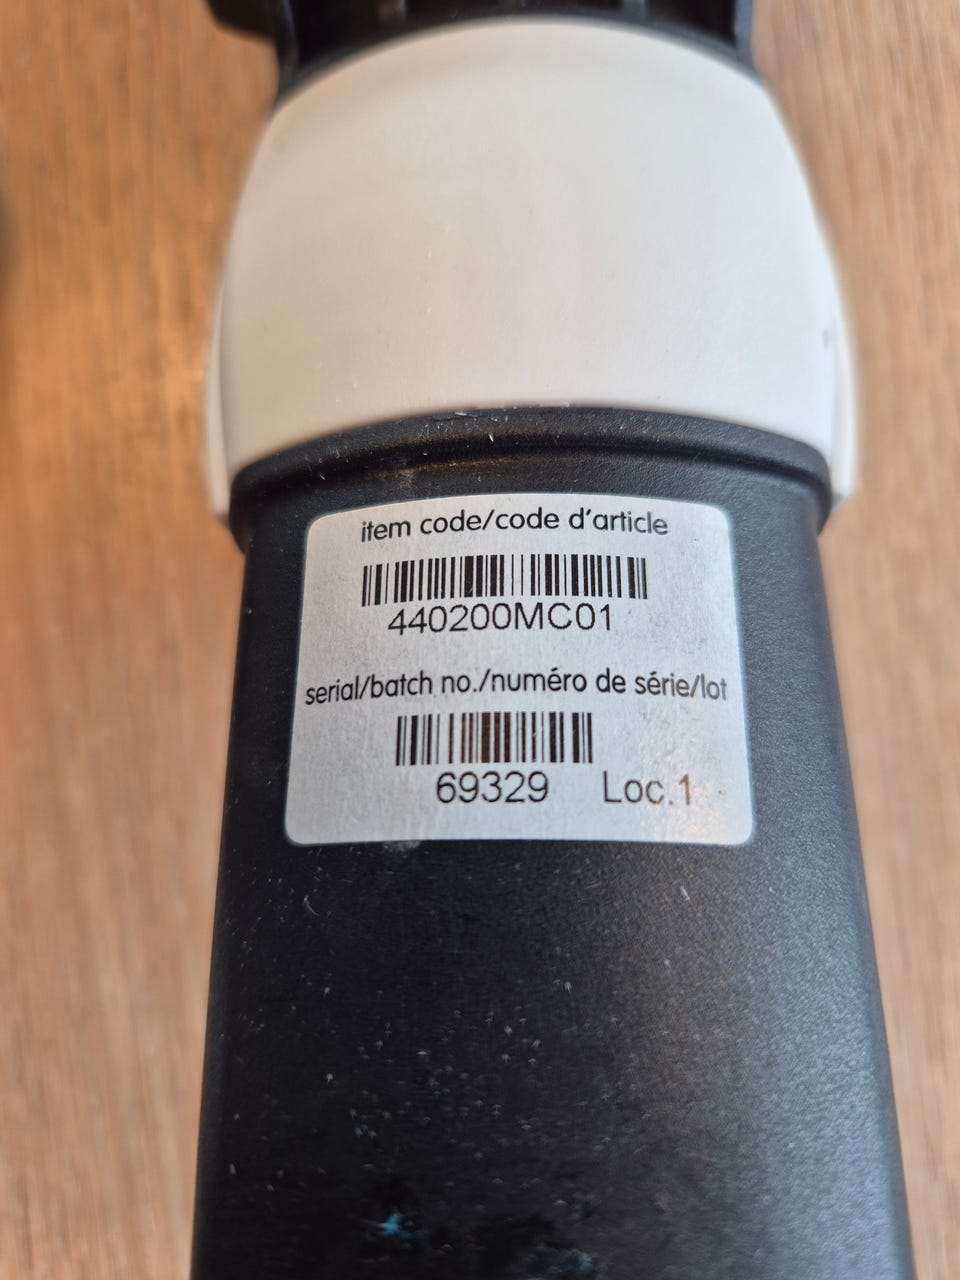 item code/code d'article
440200MC01
serial/batch no./numéro de série/lot
69329 Loc.1